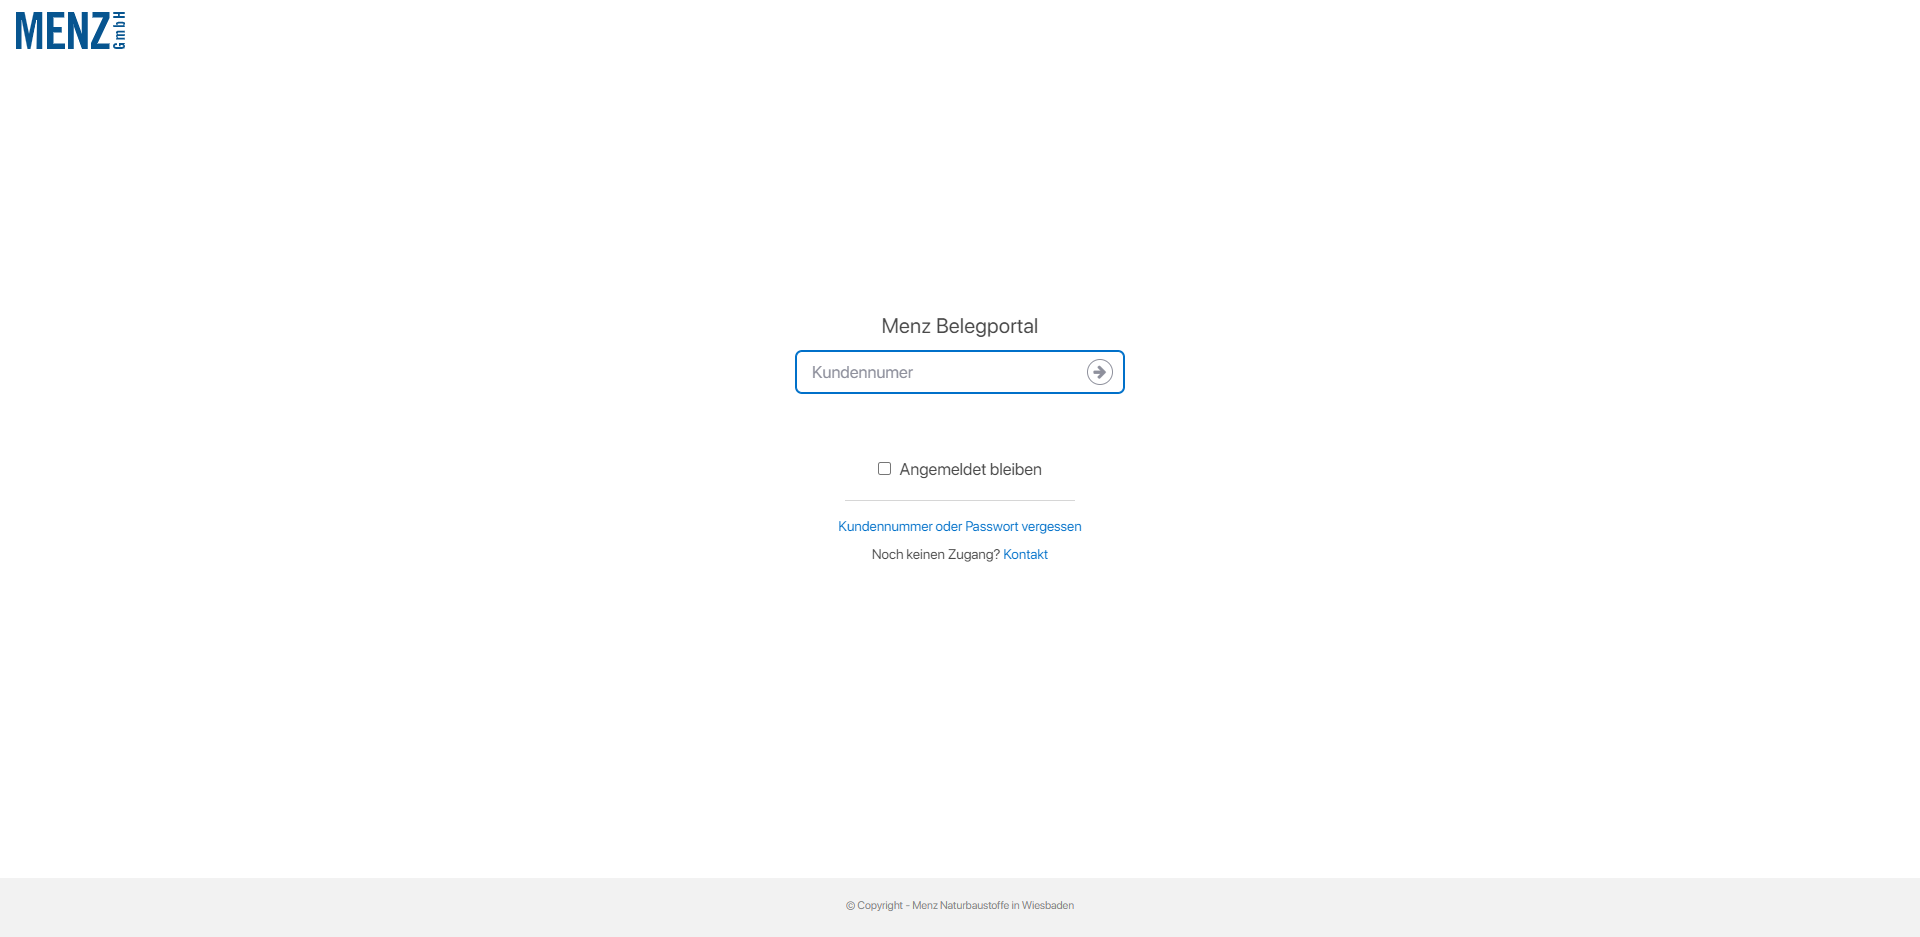 MENZ GmbH
Menz Belegportal
Kundennumer
Angemeldet bleiben
Kundennummer oder Passwort vergessen
Noch keinen Zugang? Kontakt
© Copyright - Menz Naturbaustoffe in Wiesbaden